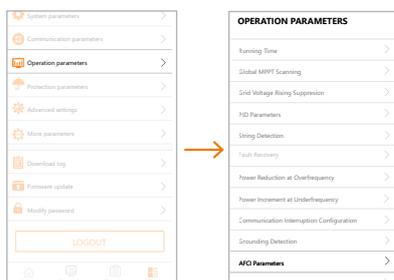 System parameters
Communication parameters
Operation parameters
Protection parameters
Advanced settings
More parameters
Download log
Firmware update
Modify password
LOGOUT
OPERATION PARAMETERS
Running Time
Global MPPT Scanning
Grid Voltage Rising Suppresion
PID Parameters
String Detection
Fault Recovery
Power Reduction at Overfrequency
Power Increment at Underfrequency
Communication Interruption Configuration
Grounding Detection
AFCI Parameters